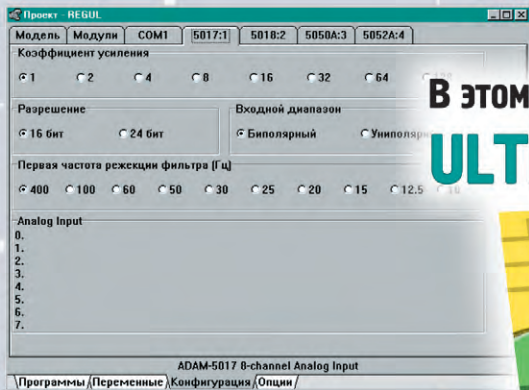 Проект - REGUL
Модель Модули COM1 5017:1 5018:2 5050A:3 5052A:4
Коэффициент усиления
1 2 4 8 16 32 64 128
Разрешение Входной диапазон
16 бит 24 бит Биполярный Униполярный
Первая частота режекции фильтра (Гц)
400 100 60 50 30 25 20 15 12.5 10
Analog Input
0.
1.
2.
3.
4.
5.
6.
7.
ADAM-5017 8-channel Analog Input
Программы Переменные Конфигурация Опции
В этом
ULT